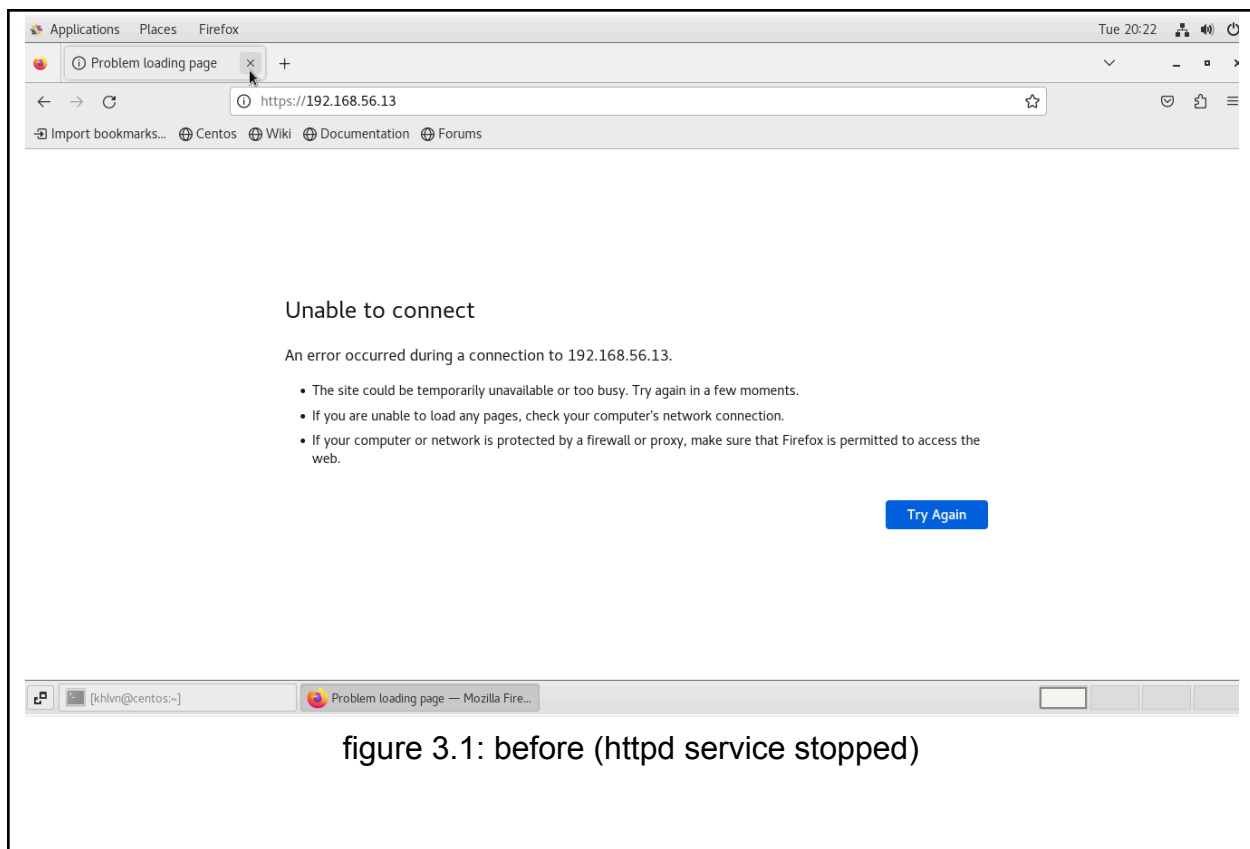 Applications Places Firefox Tue 20:22
Problem loading page
https://192.168.56.13
Import bookmarks... Centos Wiki Documentation Forums
Unable to connect
An error occurred during a connection to 192.168.56.13.
• The site could be temporarily unavailable or too busy. Try again in a few moments.
• If you are unable to load any pages, check your computer's network connection.
• If your computer or network is protected by a firewall or proxy, make sure that Firefox is permitted to access the
web.
Try Again
[khlvn@centos:~] Problem loading page — Mozilla Fire...
figure 3.1: before (httpd service stopped)